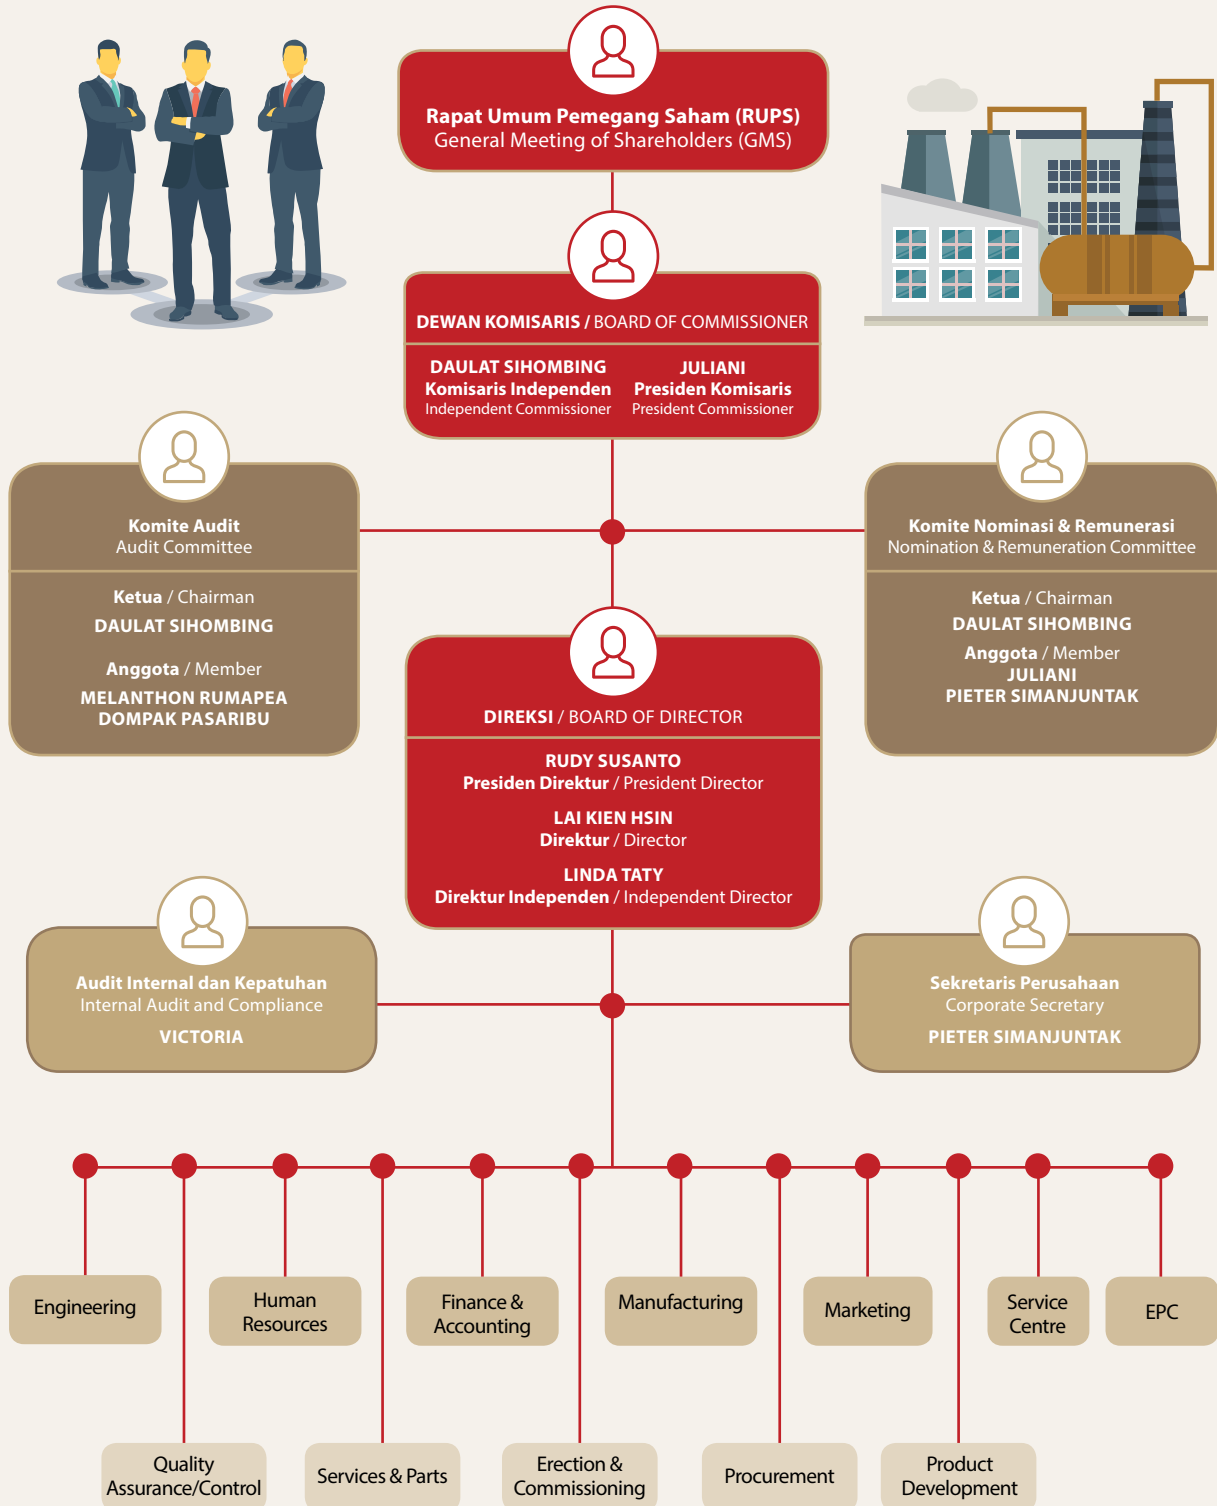 Rapat Umum Pemegang Saham (RUPS)
General Meeting of Shareholders (GMS)
DEWAN KOMISARIS / BOARD OF COMMISSIONER
DAULAT SIHOMBING
Komisaris Independen
Independent Commissioner
JULIANI
Presiden Komisaris
President Commissioner
Komite Audit
Audit Committee
Ketua / Chairman
DAULAT SIHOMBING
Anggota / Member
MELANTHON RUMAPEA
DOMPAK PASARIBU
Komite Nominasi & Remunerasi
Nomination & Remuneration Committee
Ketua / Chairman
DAULAT SIHOMBING
Anggota / Member
JULIANI
PIETER SIMANJUNTAK
DIREKSI / BOARD OF DIRECTOR
RUDY SUSANTO
Presiden Direktur / President Director
LAI KIEN HSIN
Direktur / Director
LINDA TATY
Direktur Independen / Independent Director
Audit Internal dan Kepatuhan
Internal Audit and Compliance
VICTORIA
Sekretaris Perusahaan
Corporate Secretary
PIETER SIMANJUNTAK
Engineering
Human
Resources
Finance &
Accounting
Manufacturing
Marketing
Service
Centre
EPC
Quality
Assurance/Control
Services & Parts
Erection &
Commissioning
Procurement
Product
Development